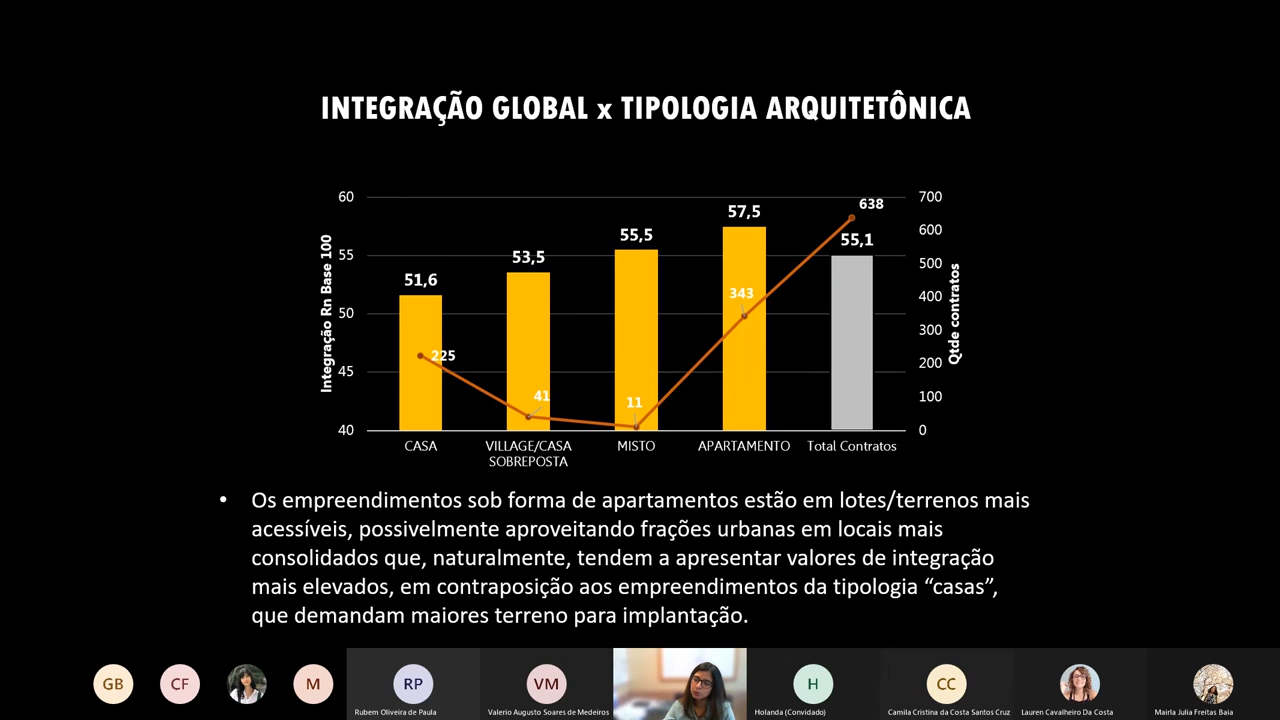 INTEGRAÇÃO GLOBAL x TIPOLOGIA ARQUITETÔNICA
Integração Rn Base 100
60
55
50
45
40
51,6
53,5
55,5
57,5
55,1
225
41
11
343
638
700
600
500
400
300
200
100
0
Qtde contratos
CASA
VILLAGE/CASA
SOBREPOSTA
MISTO
APARTAMENTO
Total Contratos
• Os empreendimentos sob forma de apartamentos estão em lotes/terrenos mais
acessíveis, possivelmente aproveitando frações urbanas em locais mais
consolidados que, naturalmente, tendem a apresentar valores de integração
mais elevados, em contraposição aos empreendimentos da tipologia “casas”,
que demandam maiores terreno para implantação.
GB
CF
M
RP
Rubem Oliveira de Paula
VM
Valerio Augusto Soares de Medeiros
H
Holanda (Convidado)
CC
Camila Cristina da Costa Santos Cruz
Lauren Cavalheiro Da Costa
Mairla Julia Freitas Baia